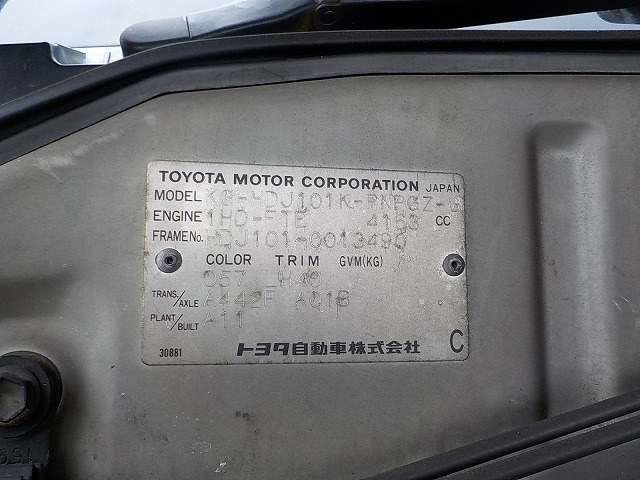 TOYOTA MOTOR CORPORATION JAPAN
MODEL KG-HDJ101K-
ENGINE 1HD-FTE 4163 CC
FRAME No. HDJ101-0013490
COLOR TRIM GVM(KG)
057
TRANS./AXLE A442F A01B
PLANT/BUILT A11
30881 トヨタ自動車株式会社 C